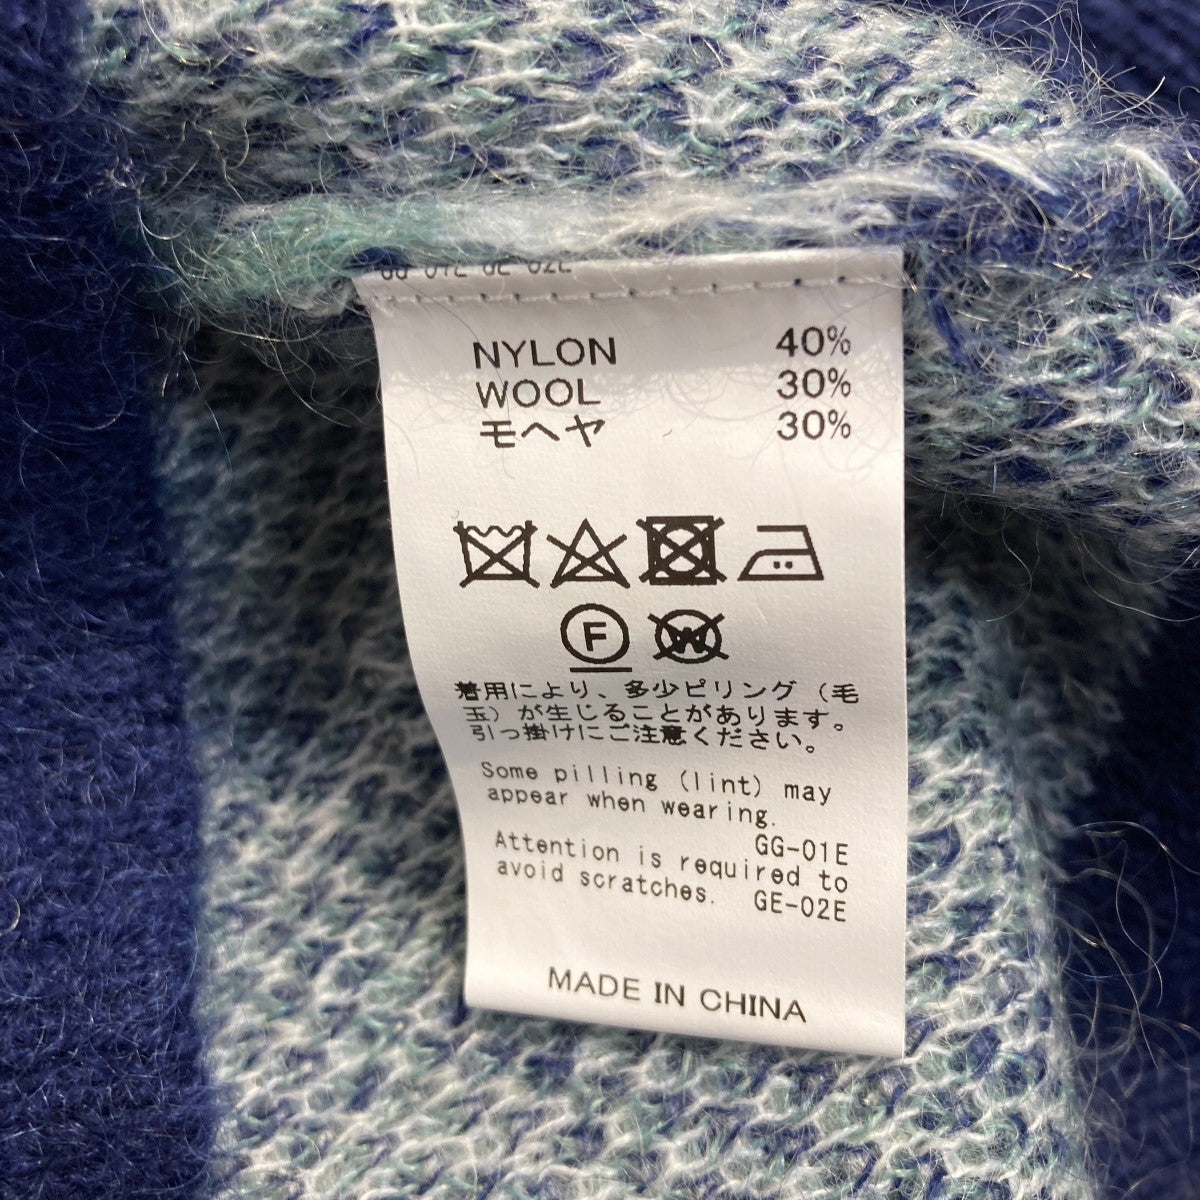 NYLON 40%
WOOL 30%
モヘヤ 30%
F
W
着用により、多少ピリング（毛
玉）が生じることがあります。
引っ掛けにご注意ください。
Some pilling (lint) may
appear when wearing.
GG-01E
Attention is required to
avoid scratches. GE-02E
MADE IN CHINA